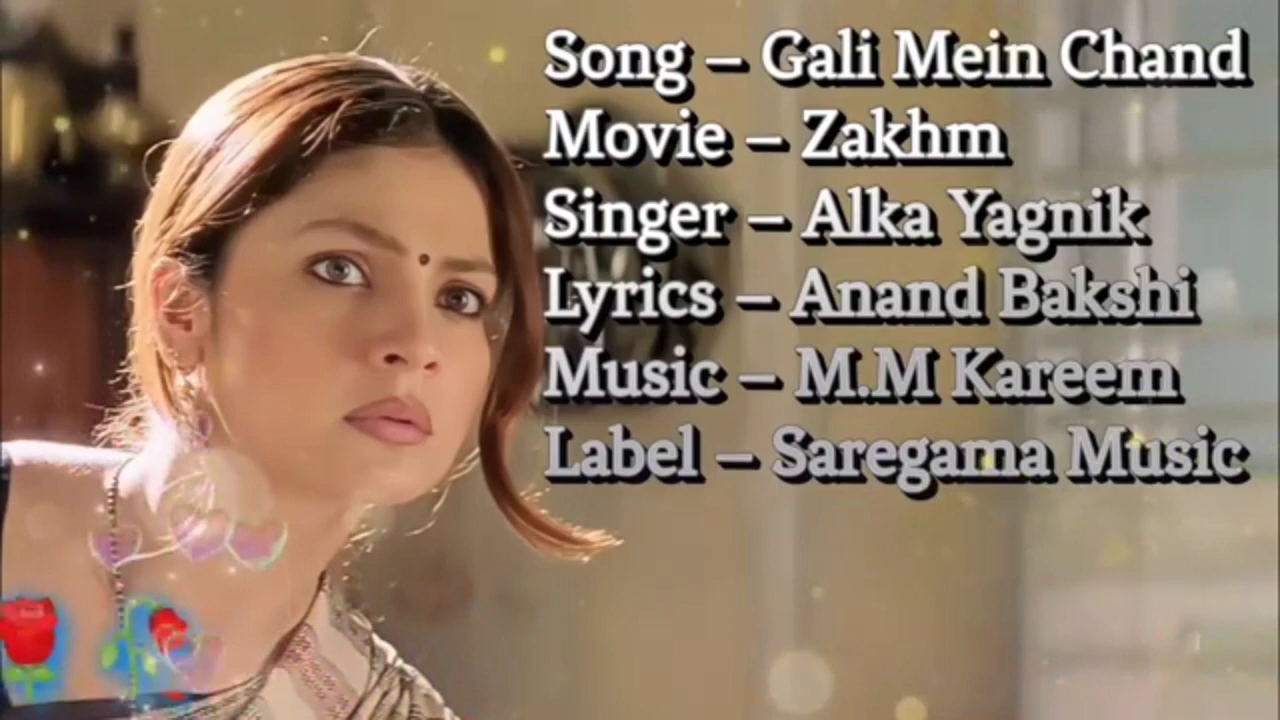 Song – Gali Mein Chand
Movie – Zakhm
Singer – Alka Yagnik
Lyrics – Anand Bakshi
Music – M.M Kareem
Label – Saregama Music